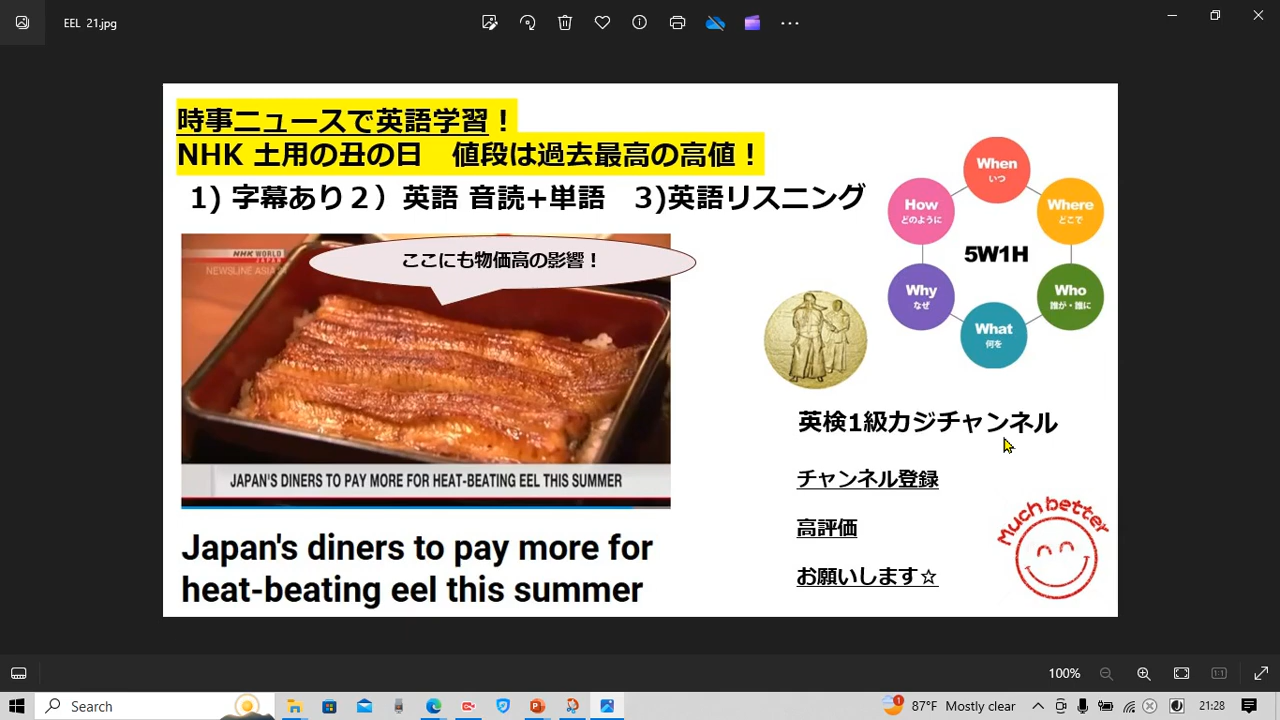 EEL 21.jpg
時事ニュースで英語学習！
NHK 土用の丑の日　値段は過去最高の高値！
1) 字幕あり２）英語 音読+単語　3)英語リスニング
NHK WORLD
JAPAN
NEWSLINE ASIA 24
ここにも物価高の影響！
JAPAN'S DINERS TO PAY MORE FOR HEAT-BEATING EEL THIS SUMMER
Japan's diners to pay more for
heat-beating eel this summer
When
いつ
How
どのように
Where
どこで
5W1H
Why
なぜ
Who
誰が・誰に
What
何を
英検1級カジチャンネル
チャンネル登録
高評価
お願いします☆
Much better
100%
1:1
Search
1
87°F Mostly clear
21:28